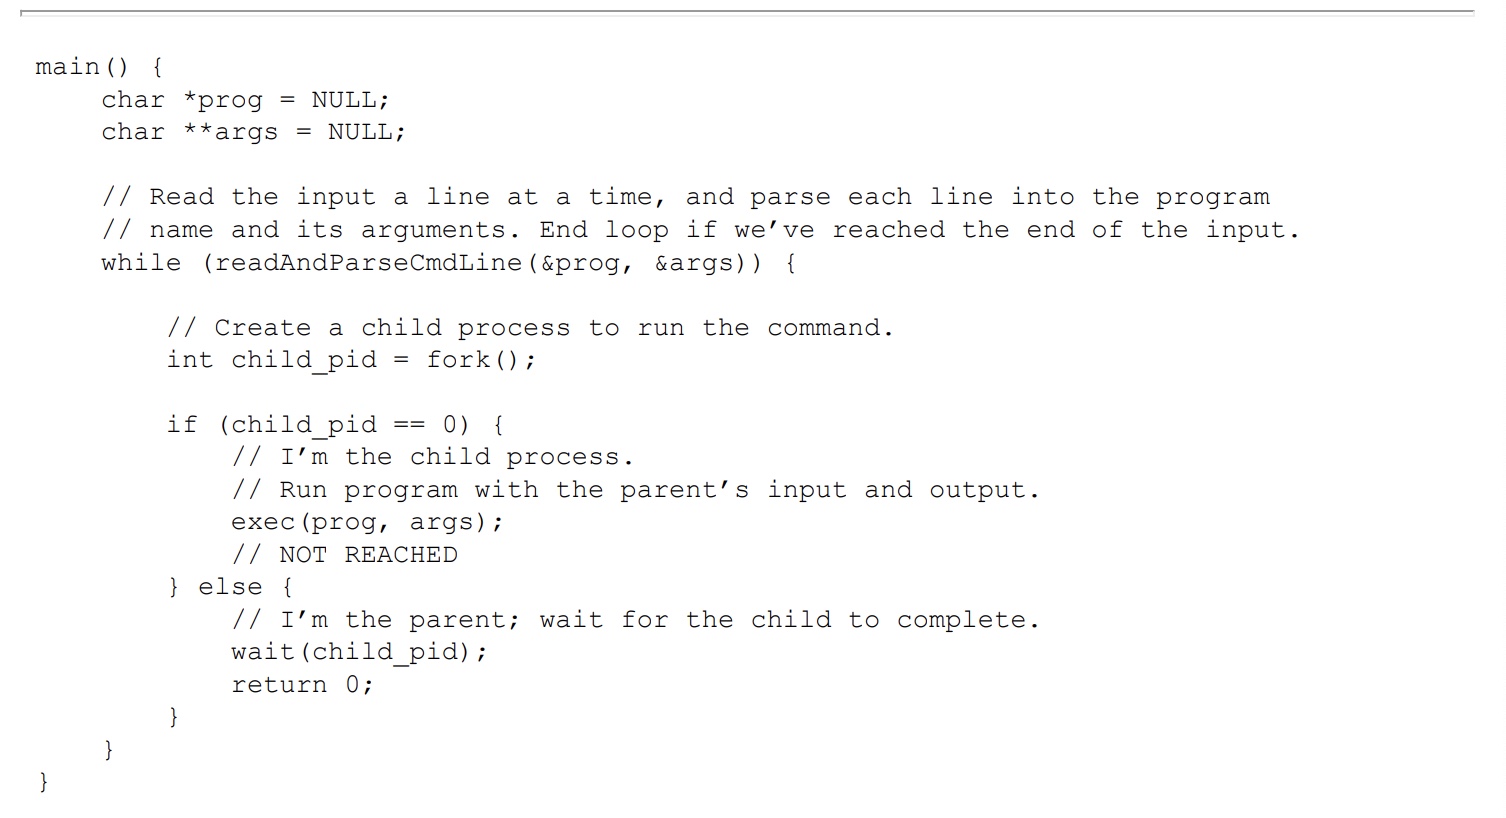 main() {
    char *prog = NULL;
    char **args = NULL;

    // Read the input a line at a time, and parse each line into the program
    // name and its arguments. End loop if we’ve reached the end of the input.
    while (readAndParseCmdLine(&prog, &args)) {

        // Create a child process to run the command.
        int child_pid = fork();

        if (child_pid == 0) {
            // I’m the child process.
            // Run program with the parent’s input and output.
            exec(prog, args);
            // NOT REACHED
        } else {
            // I’m the parent; wait for the child to complete.
            wait(child_pid);
            return 0;
        }
    }
}